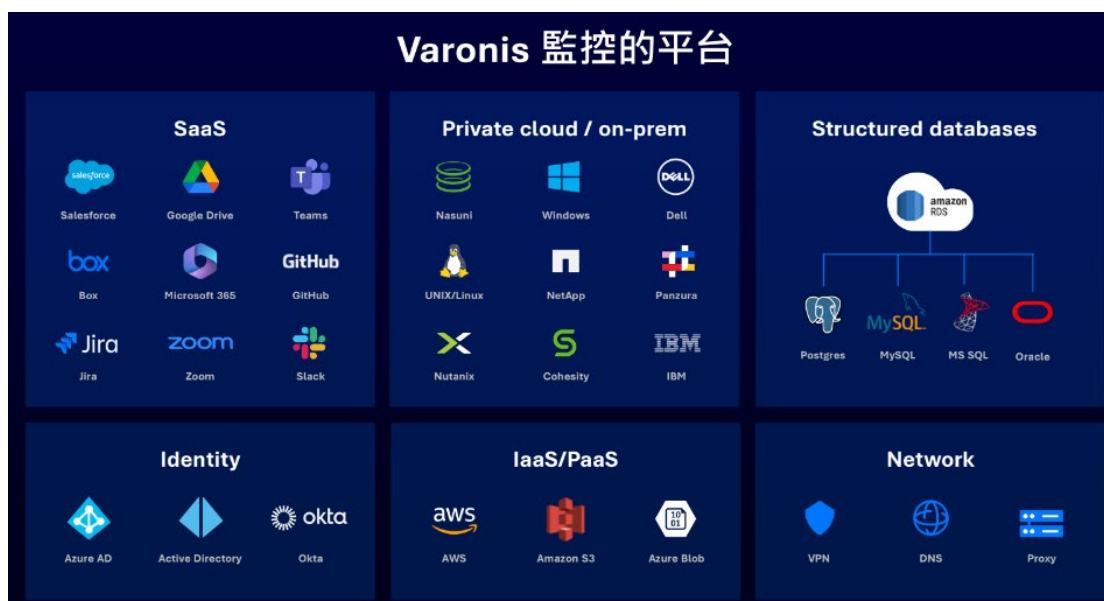 Varonis 監控的平台
SaaS
salesforce
Salesforce
Google Drive
T
Teams
box
Box
Microsoft 365
GitHub
GitHub
Jira
Jira
zoom
Zoom
Slack
Private cloud / on-prem
Nasuni
Windows
DELL
Dell
UNIX/Linux
NetApp
Panzura
Nutanix
Cohesity
IBM
IBM
Structured databases
amazon
RDS
Postgres
MySQL.
MySQL
MS SQL
Oracle
Identity
Azure AD
Active Directory
okta
Okta
IaaS/PaaS
aws
AWS
Amazon S3
10
01
Azure Blob
Network
VPN
DNS
Proxy